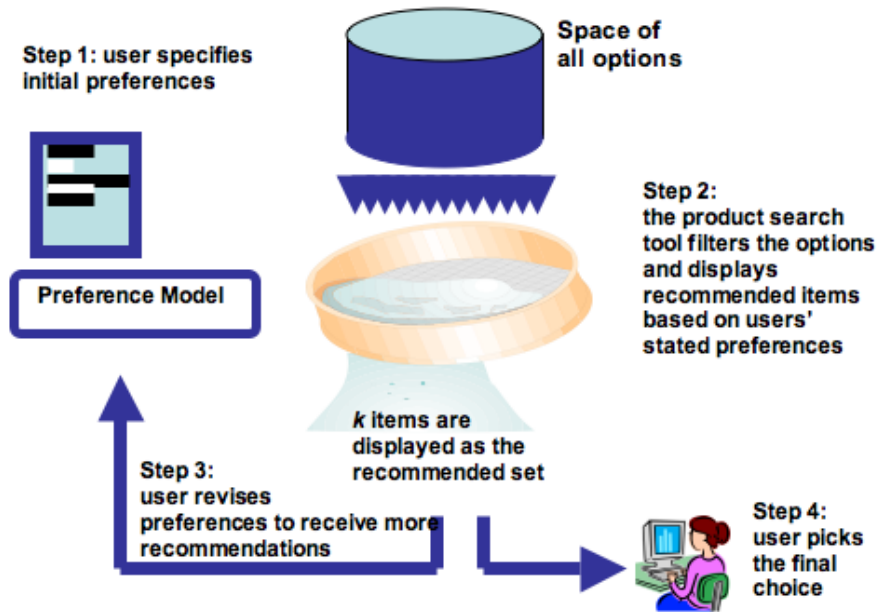 Step 1: user specifies
initial preferences
Space of
all options
Preference Model
Step 2:
the product search
tool filters the options
and displays
recommended items
based on users'
stated preferences
k items are
displayed as the
recommended set
Step 3:
user revises
preferences to receive more
recommendations
Step 4:
user picks
the final
choice